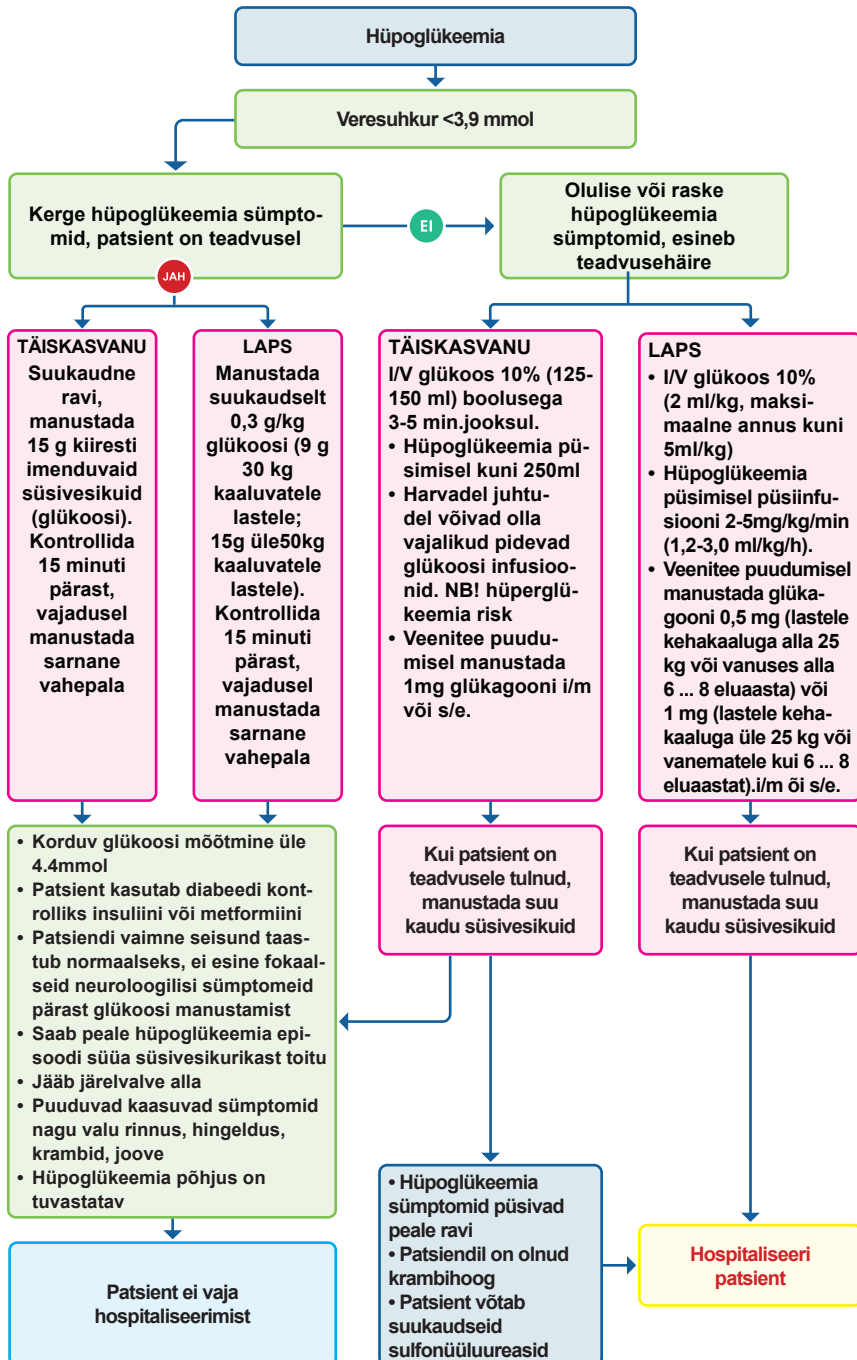 Hüpoglükeemia
Veresuhkur <3,9 mmol
Kerge hüpoglükeemia sümpto-
mid, patsient on teadvusel
EI
Olulise või raske
hüpoglükeemia
sümptomid, esineb
teadvusehäire
JAH
TÄISKASVANU
Suukaudne
ravi,
manustada
15 g kiiresti
imenduvaid
süsivesikuid
(glükoosi).
Kontrollida
15 minuti
pärast,
vajadusel
manustada
sarnane
vahepala
LAPS
Manustada
suukaudselt
0,3 g/kg
glükoosi (9 g
30 kg
kaaluvatele
lastele;
15g üle50kg
kaaluvatele
lastele).
Kontrollida
15 minuti
pärast,
vajadusel
manustada
sarnane
vahepala
TÄISKASVANU
I/V glükoos 10% (125-
150 ml) boolusega
3-5 min.jooksul.
• Hüpoglükeemia pü-
simisel kuni 250ml
• Harvadel juhtu-
del võivad olla
vajalikud pidevad
glükoosi infusioo-
nid. NB! hüperglü-
keemia risk
• Veenitee puudu-
misel manustada
1mg glükagooni i/m
või s/e.
LAPS
• I/V glükoos 10%
(2 ml/kg, maksi-
maalne annus kuni
5ml/kg)
• Hüpoglükeemia
püsimisel püsiinfu-
siooni 2-5mg/kg/min
(1,2-3,0 ml/kg/h).
• Veenitee puudumisel
manustada glüka-
gooni 0,5 mg (lastele
kehakaaluga alla 25
kg või vanuses alla
6 ... 8 eluaasta) või
1 mg (lastele keha-
kaaluga üle 25 kg või
vanematele kui 6 ... 8
eluaastat).i/m õi s/e.
• Korduv glükoosi mõõtmine üle
4.4mmol
• Patsient kasutab diabeedi kont-
rolliks insuliini või metformiini
• Patsiendi vaimne seisund taas-
tub normaalseks, ei esine fokaal-
seid neuroloogilisi sümptomeid
pärast glükoosi manustamist
• Saab peale hüpoglükeemia epi-
soodi süüa süsivesikurikast toitu
• Jääb järelvalve alla
• Puuduvad kaasuvad sümptomid
nagu valu rinnus, hingeldus,
krambid, joove
• Hüpoglükeemia põhjus on
tuvastatav
Kui patsient on
teadvusele tulnud,
manustada suu
kaudu süsivesikuid
Kui patsient on
teadvusele tulnud,
manustada suu
kaudu süsivesikuid
Patsient ei vaja
hospitaliseerimist
• Hüpoglükeemia
sümptomid püsivad
peale ravi
• Patsiendil on olnud
krambihoog
• Patsient võtab
suukaudseid
sulfonüüluureasid
Hospitaliseeri
patsient